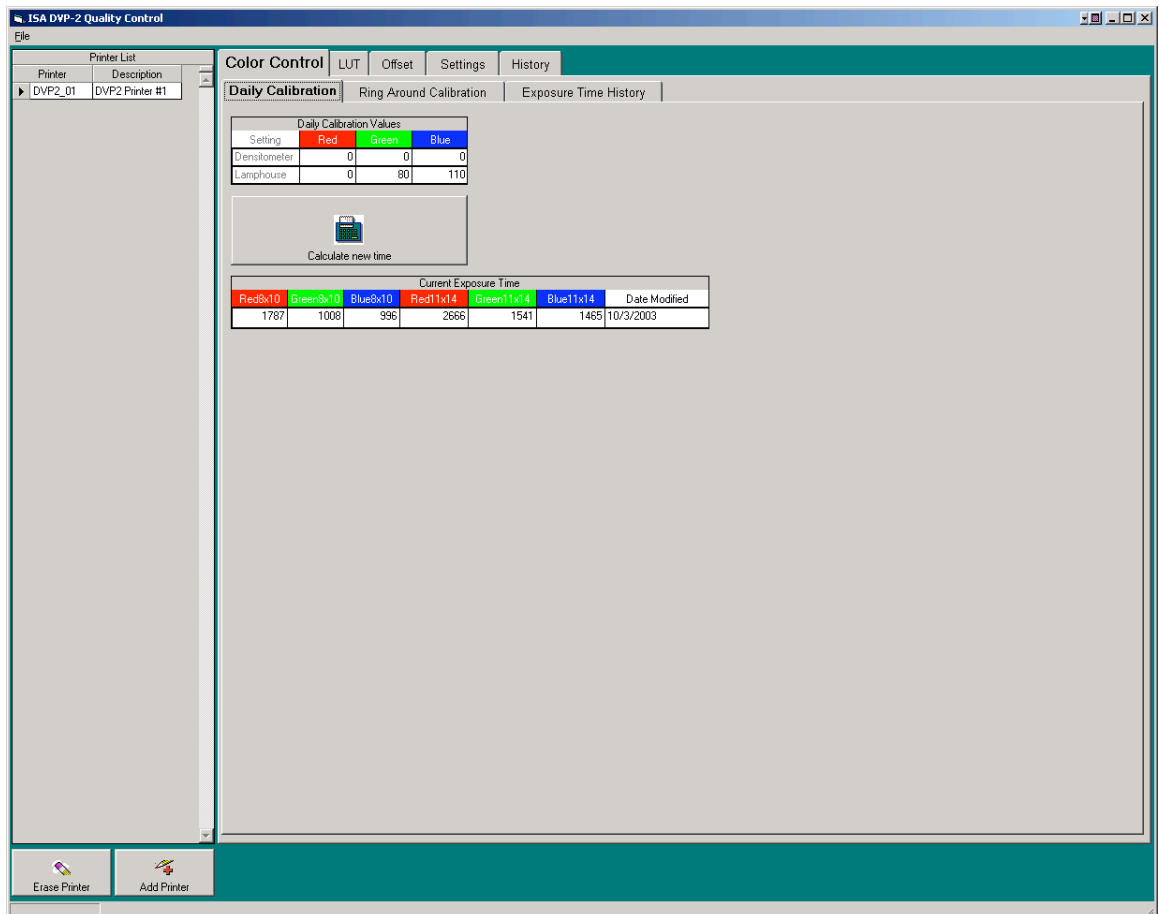 ISA DVP-2 Quality Control
File
Printer List
Printer Description
DVP2_01 DVP2 Printer #1
Color Control LUT Offset Settings History
Daily Calibration Ring Around Calibration Exposure Time History
Daily Calibration Values
Setting Red Green Blue
Densitometer 0 0 0
Lamphouse 0 80 110
Calculate new time
Current Exposure Time
Red8x10 Green8x10 Blue8x10 Red11x14 Green11x14 Blue11x14 Date Modified
1787 1008 996 2666 1541 1465 10/3/2003
Erase Printer Add Printer